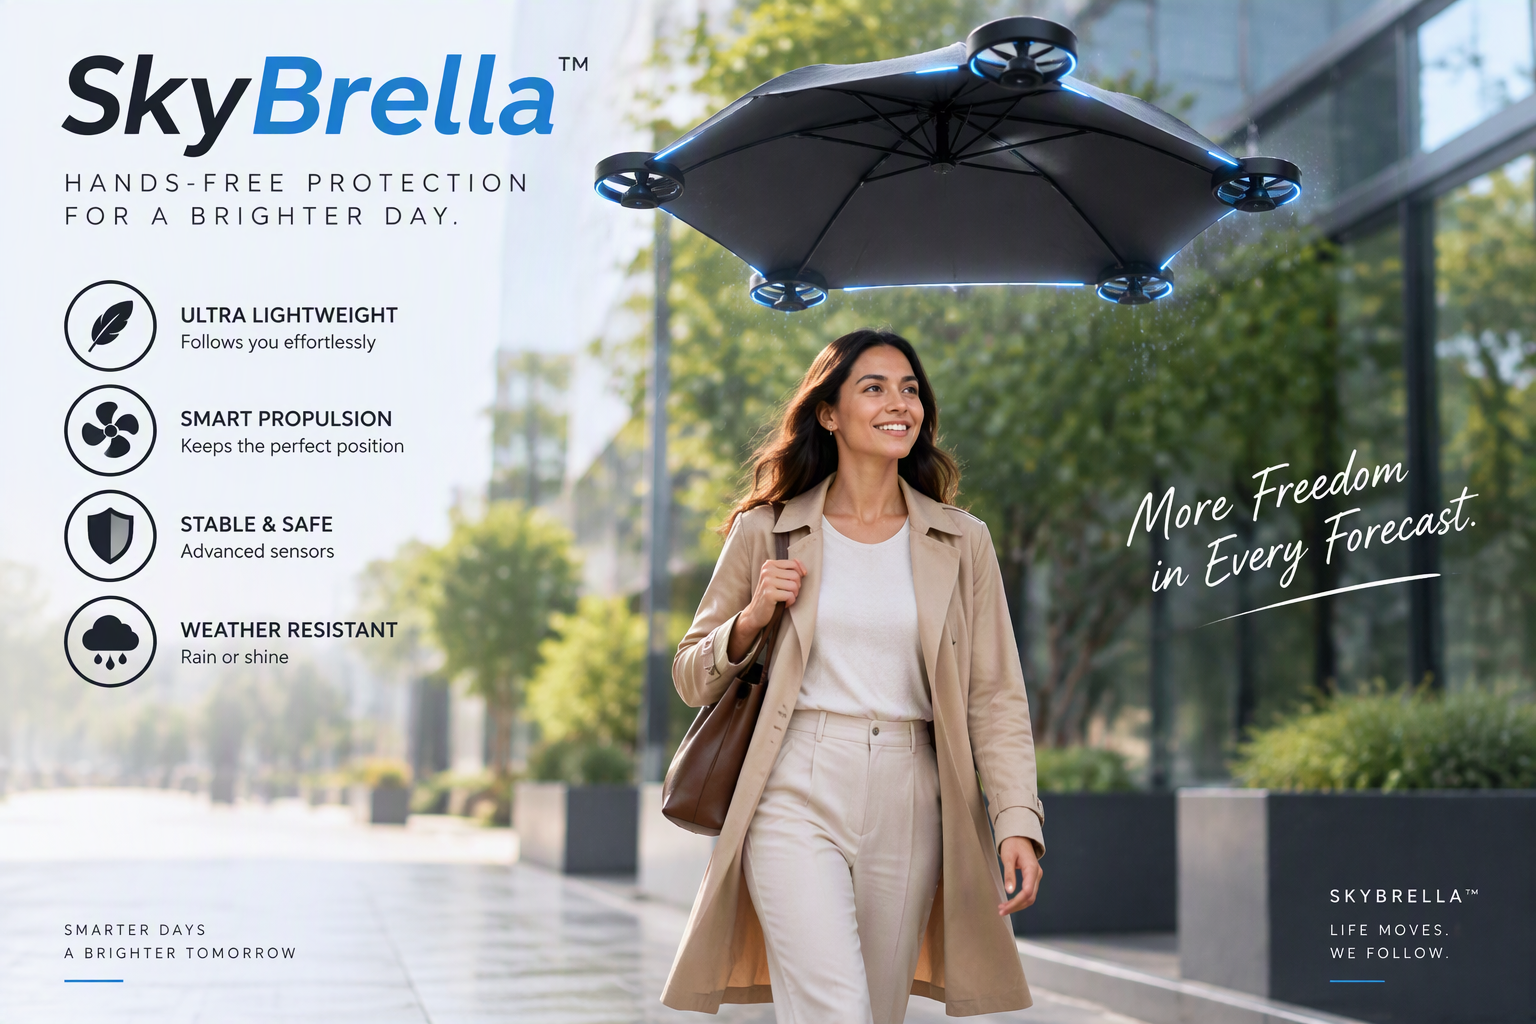 SkyBrella™
HANDS-FREE PROTECTION
FOR A BRIGHTER DAY.
ULTRA LIGHTWEIGHT
Follows you effortlessly
SMART PROPULSION
Keeps the perfect position
STABLE & SAFE
Advanced sensors
WEATHER RESISTANT
Rain or shine
More Freedom
in Every Forecast.
SMARTER DAYS
A BRIGHTER TOMORROW
SKYBRELLA™
LIFE MOVES.
WE FOLLOW.